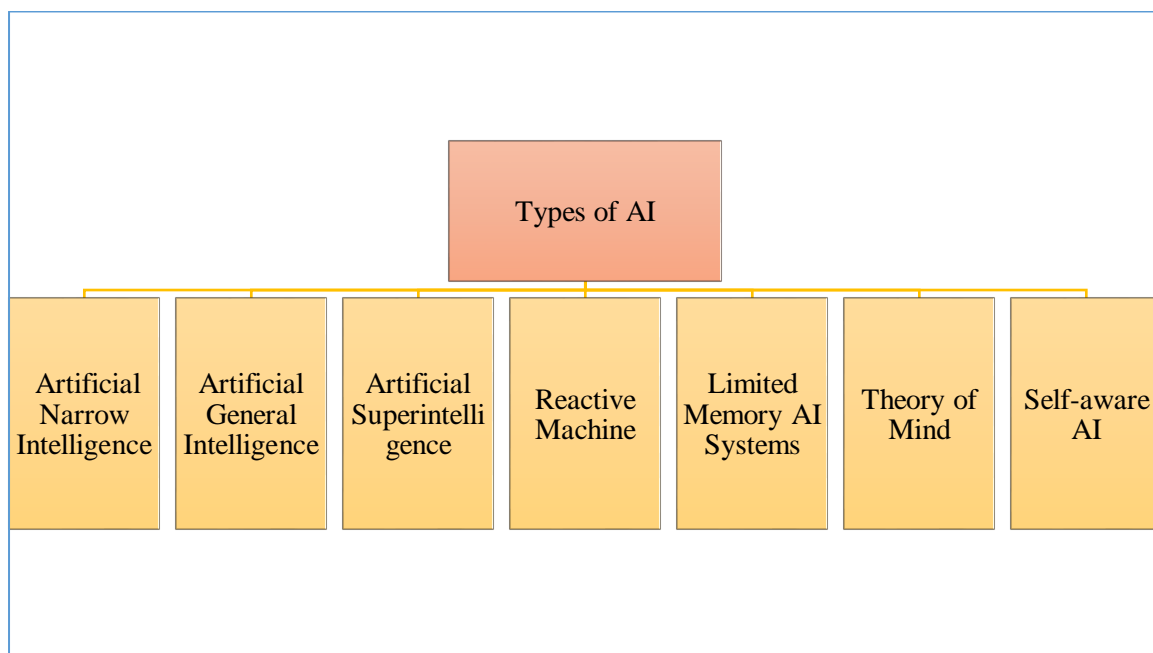 Types of AI
Artificial
Narrow
Intelligence
Artificial
General
Intelligence
Artificial
Superintelli
gence
Reactive
Machine
Limited
Memory AI
Systems
Theory of
Mind
Self-aware
AI